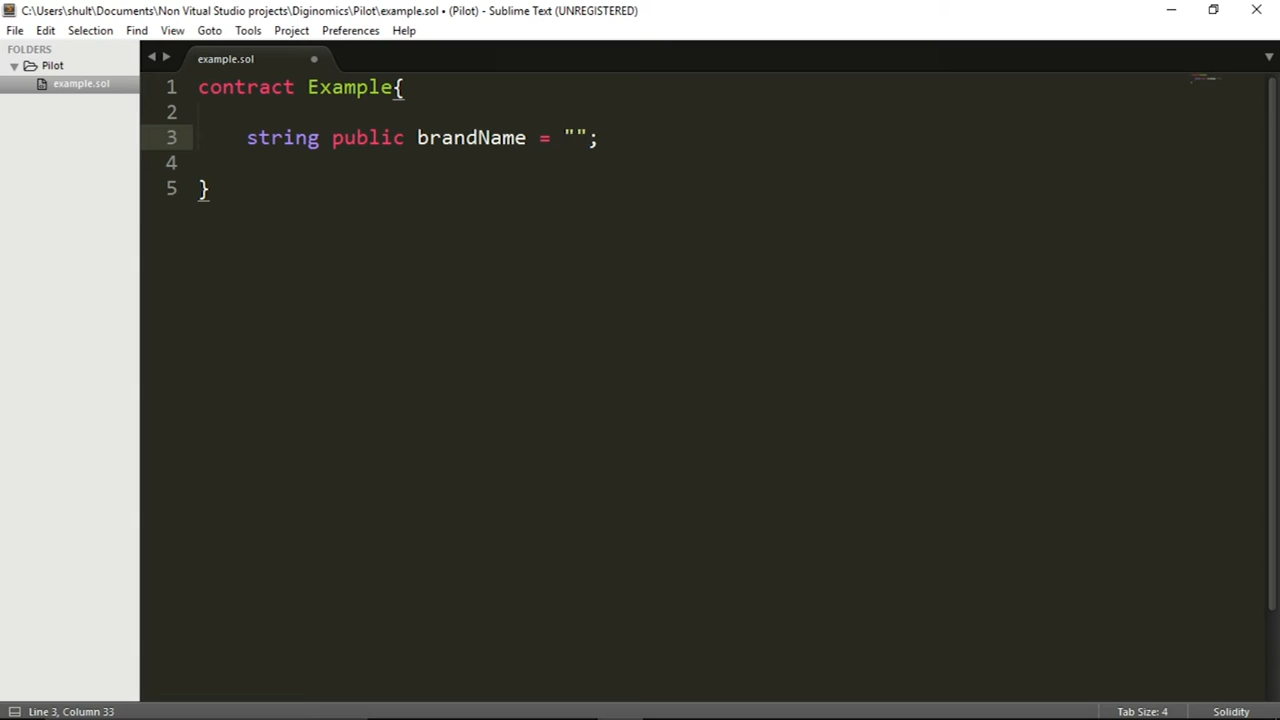 C:\Users\shult\Documents\Non Vitual Studio projects\Diginomics\Pilot\example.sol • (Pilot) - Sublime Text (UNREGISTERED)
File Edit Selection Find View Goto Tools Project Preferences Help
FOLDERS
Pilot
example.sol
example.sol
1 contract Example{
2
3 string public brandName = "";
4
5 }
Line 3, Column 33
Tab Size: 4
Solidity